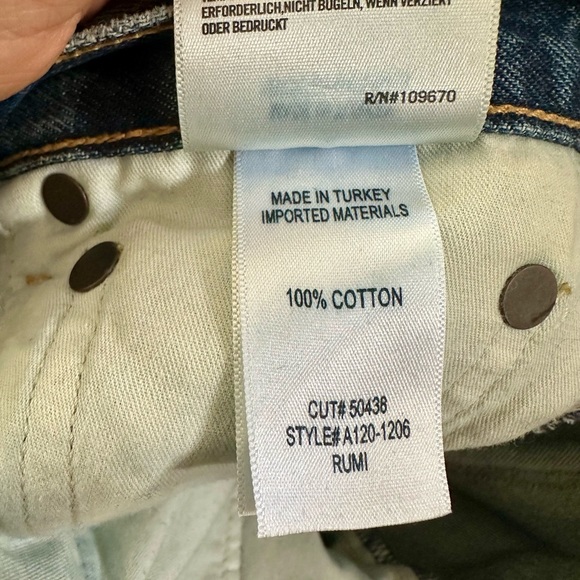 ERFORDERLICH,NICHT BÜGELN, WENN VERZIERT
ODER BEDRUCKT
R/N#109670
MADE IN TURKEY
IMPORTED MATERIALS
100% COTTON
CUT# 50438
STYLE# A120-1206
RUMI